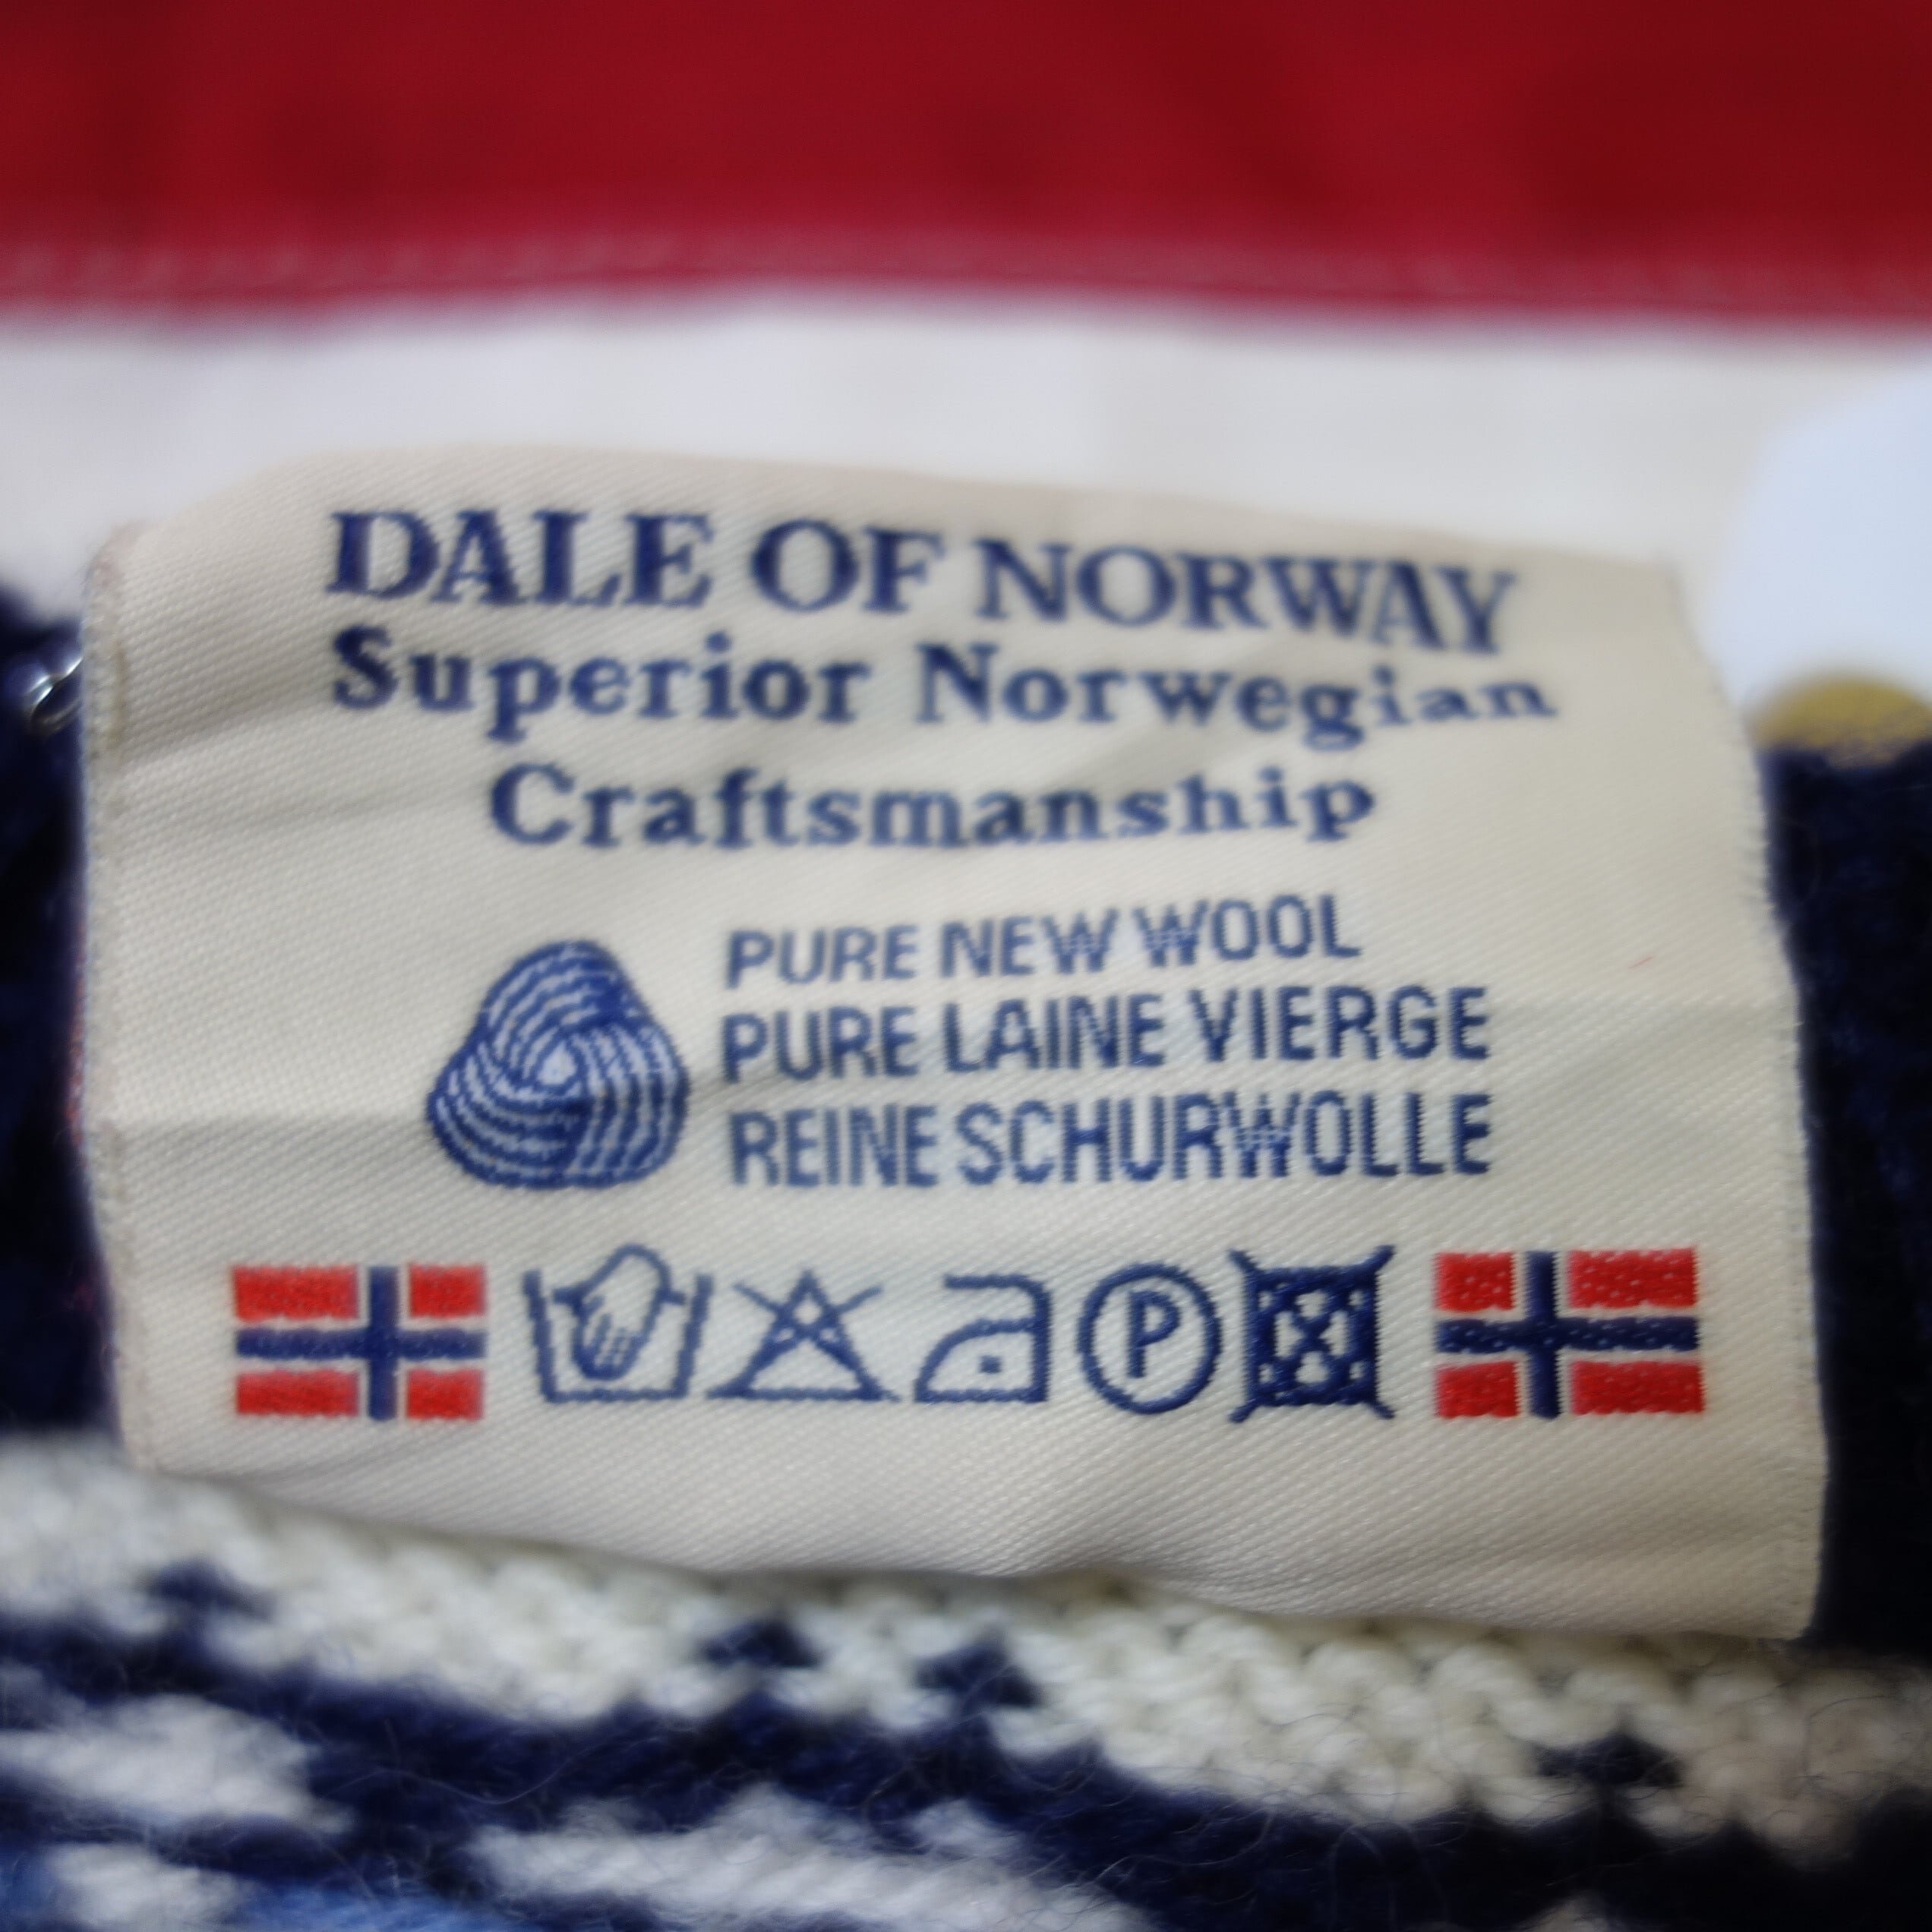 DALE OF NORWAY
Superior Norwegian
Craftsmanship
PURE NEW WOOL
PURE LAINE VIERGE
REINE SCHURWOLLE
P